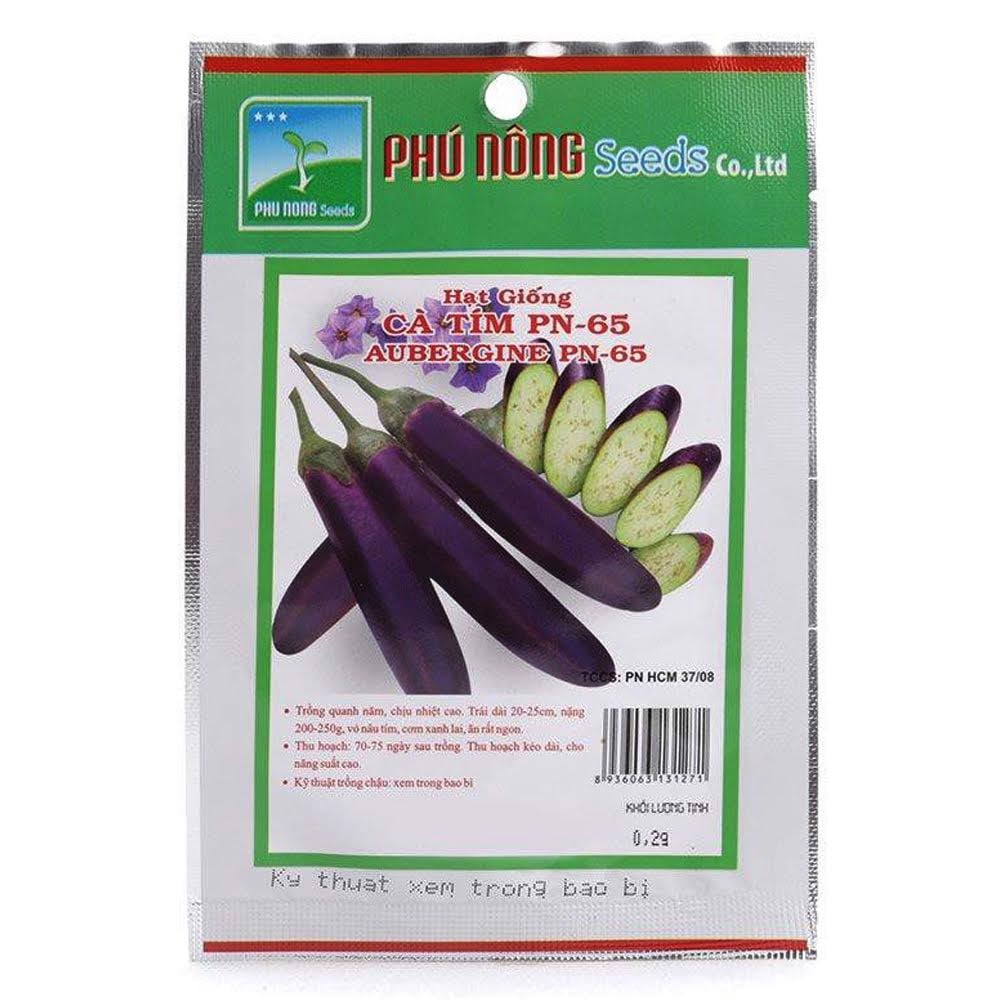 PHU NONG Seeds
PHÚ NÔNG Seeds Co.,Ltd
Hạt Giống
CÀ TÍM PN-65
AUBERGINE PN-65
TCCS: PN HCM 37/08
• Trồng quanh năm, chịu nhiệt cao. Trái dài 20-25cm, nặng
200-250g, vỏ nâu tím, cơm xanh lai, ăn rất ngon.
• Thu hoạch: 70-75 ngày sau trồng. Thu hoạch kéo dài, cho
năng suất cao.
• Kỹ thuật trồng chậu: xem trong bao bì
8 936063 131271
KHỐI LƯỢNG TỊNH
0,2g
Ky thuat xem trong bao bị